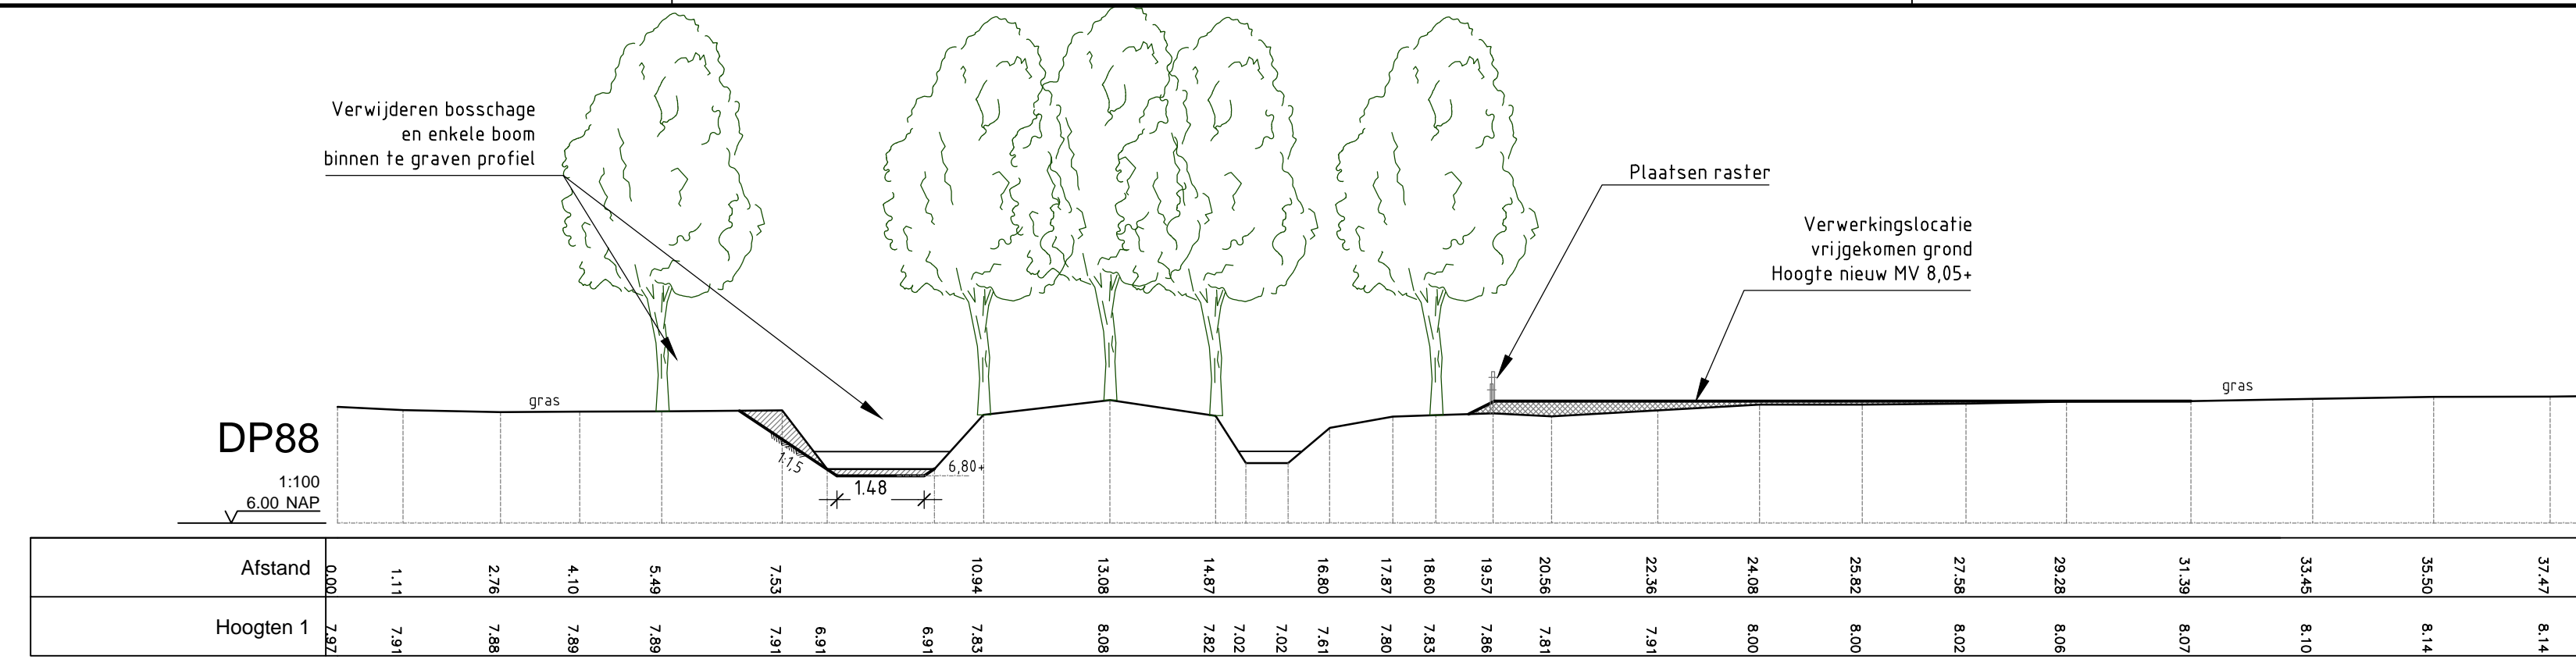 Verwijderen bosschage
en enkele boom
binnen te graven profiel
Plaatsen raster
Verwerkingslocatie
vrijgekomen grond
Hoogte nieuw MV 8,05+
gras
gras
DP88
1:100
6.00 NAP
1:1,5
6,80+
1.48
Afstand 0.00 1.11 2.76 4.10 5.499 7.53 10.944 13.08 14.87 16.80 17.87 18.60 19.57 20.56 22.36 24.08 25.82 27.58 29.28 31.39 33.45 35.50 37.47
Hoogten 1 7.97 7.91 7.88 7.89 7.89 7.91 6.91 6.91 7.83 8.08 7.82 7.02 7.02 7.61 7.80 7.83 7.86 7.81 7.91 8.00 8.00 8.02 8.06 8.07 8.10 8.14 8.14